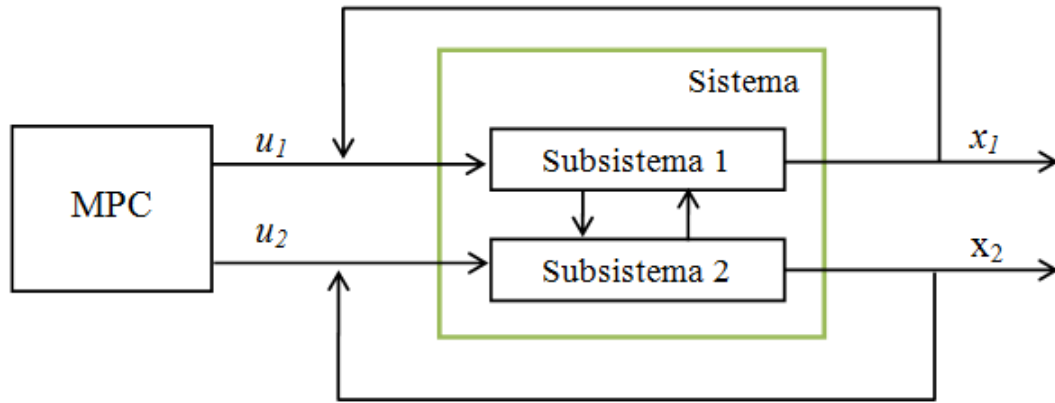 Sistema
u1
x1
Subsistema 1
MPC
u2
x2
Subsistema 2